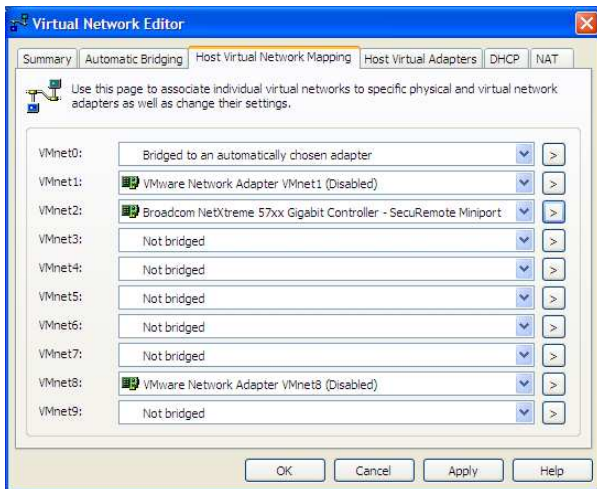 Virtual Network Editor
Summary Automatic Bridging Host Virtual Network Mapping Host Virtual Adapters DHCP NAT
Use this page to associate individual virtual networks to specific physical and virtual network
adapters as well as change their settings.
VMnet0: Bridged to an automatically chosen adapter >
VMnet1: VMware Network Adapter VMnet1 (Disabled) >
VMnet2: Broadcom NetXtreme 57xx Gigabit Controller - SecuRemote Miniport >
VMnet3: Not bridged >
VMnet4: Not bridged >
VMnet5: Not bridged >
VMnet6: Not bridged >
VMnet7: Not bridged >
VMnet8: VMware Network Adapter VMnet8 (Disabled) >
VMnet9: Not bridged >
OK Cancel Apply Help